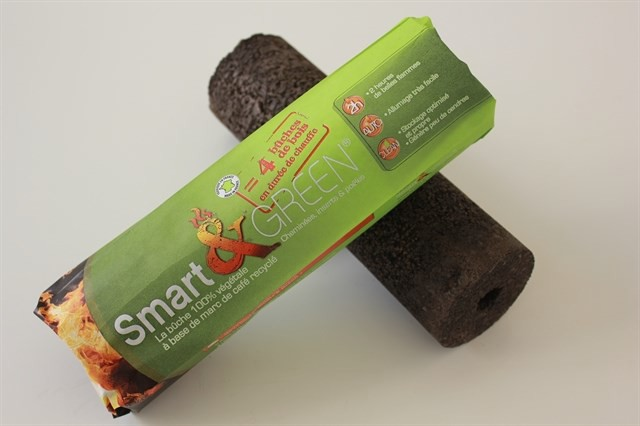 = 4 bûches
de bois
en durée de chauffe
Smart & GREEN®
Cheminées, inserts & poêles
La bûche 100% végétale
à base de marc de café recyclé
2h
• 2 heures
de belles flammes
AUTO
• Allumage très facile
• Stockage optimisé
et propre
• Génère peu de cendres